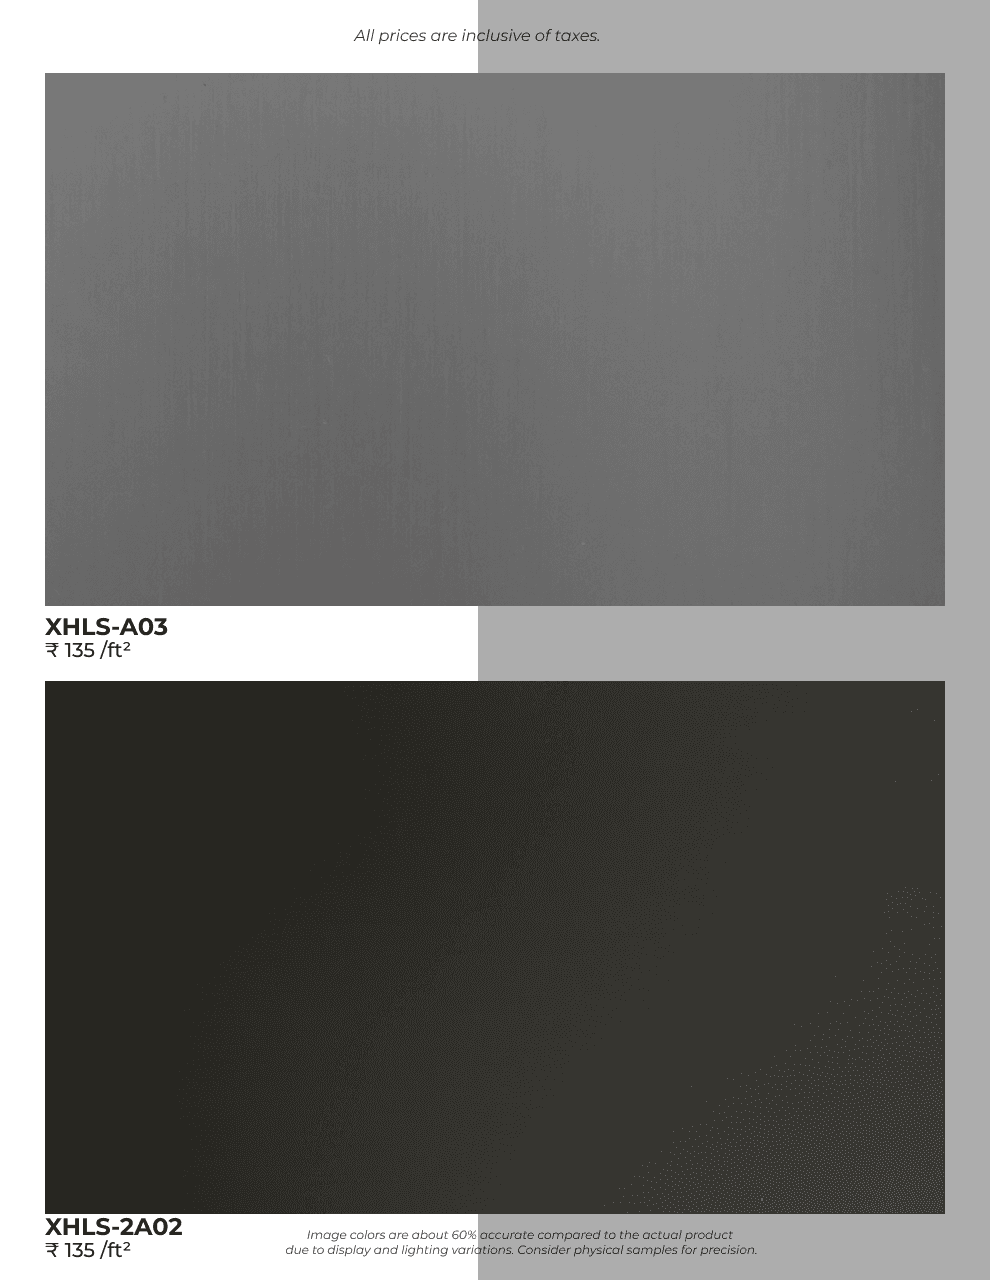 All prices are inclusive of taxes.
XHLS-A03
₹ 135 /ft²
XHLS-2A02
₹ 135 /ft²
Image colors are about 60% accurate compared to the actual product
due to display and lighting variations. Consider physical samples for precision.